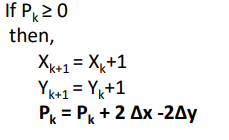 If Pₖ ≥ 0
then,
Xₖ₊₁ = Xₖ+1
Yₖ₊₁ = Yₖ+1
Pₖ = Pₖ + 2 Δx -2Δy